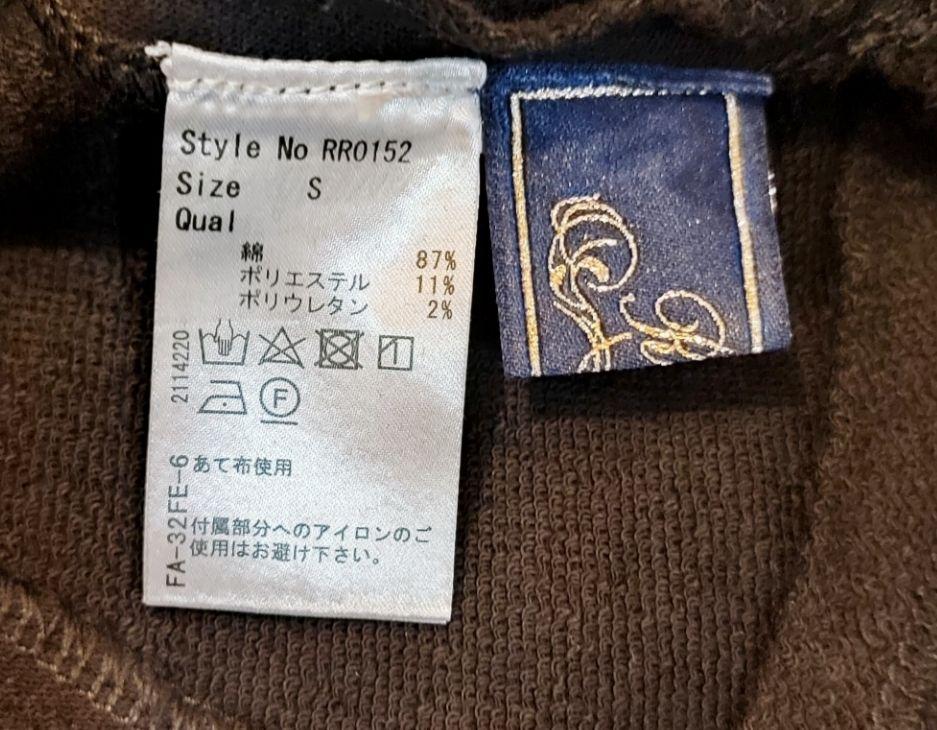 Style No RR0152
Size S
Qual
綿 87%
ポリエステル 11%
ポリウレタン 2%
2114220
F
FA-32FE-6
あて布使用
付属部分へのアイロンのご
使用はお避け下さい。